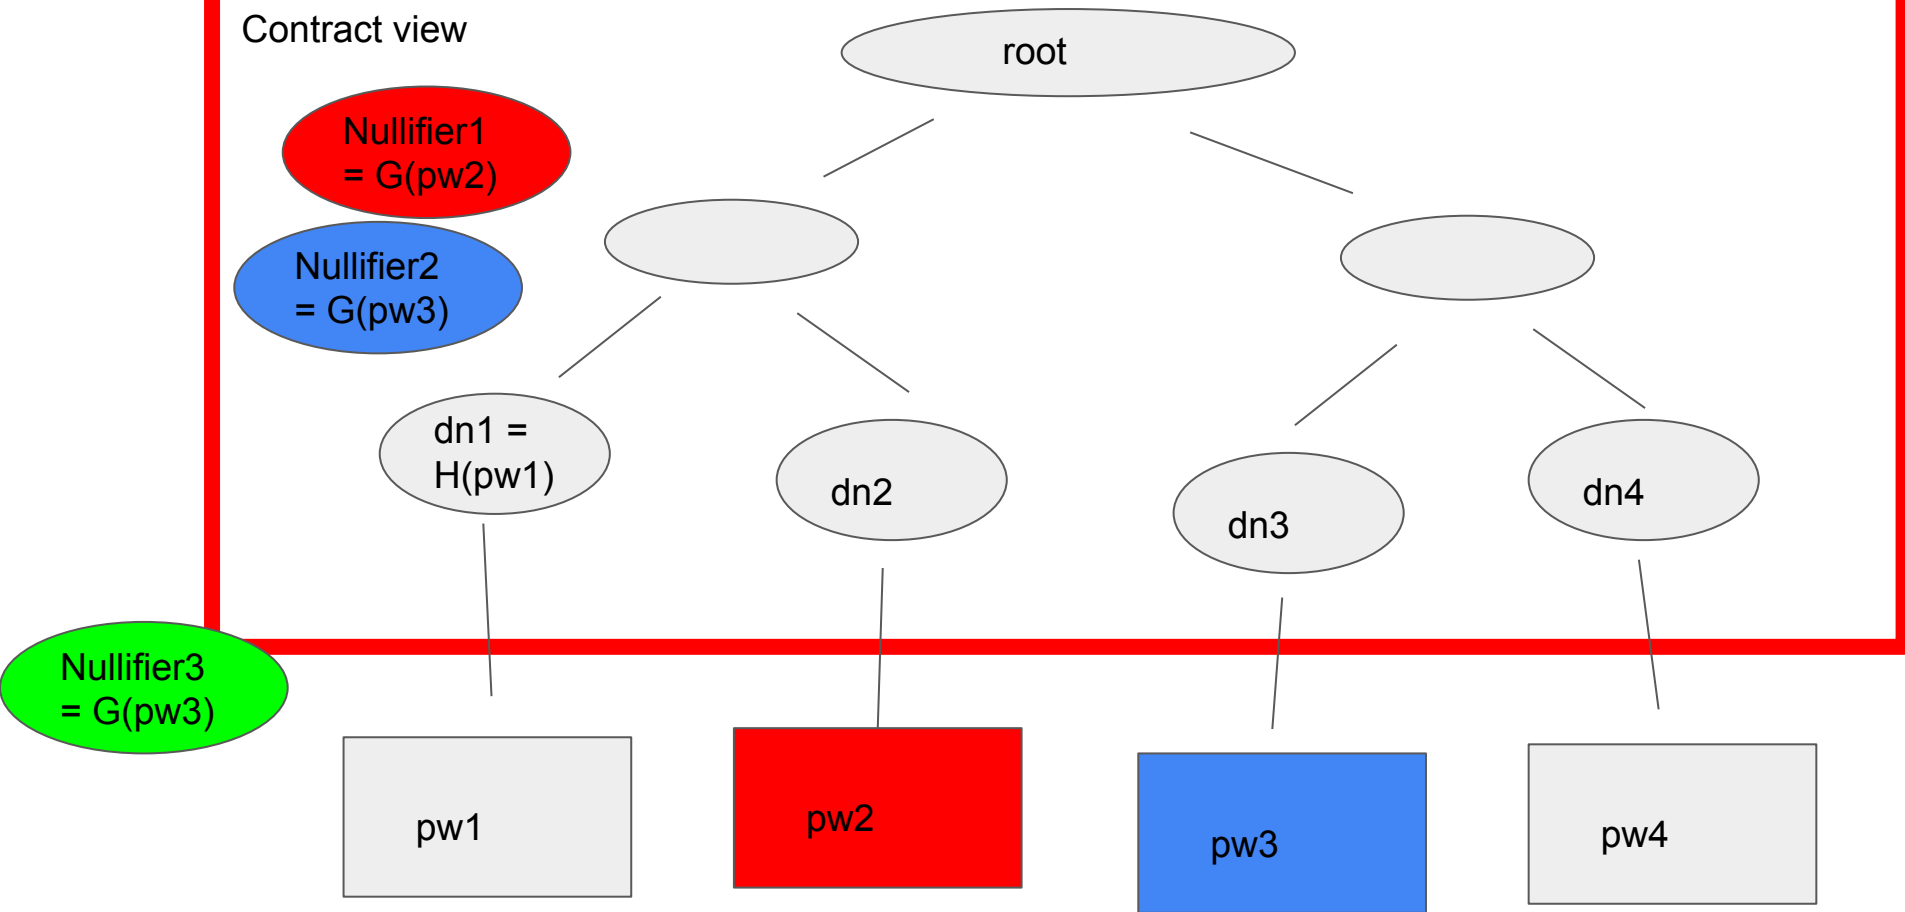 Contract view
root
Nullifier1
= G(pw2)
Nullifier2
= G(pw3)
dn1 =
H(pw1)
dn2
dn3
dn4
Nullifier3
= G(pw3)
pw1
pw2
pw3
pw4